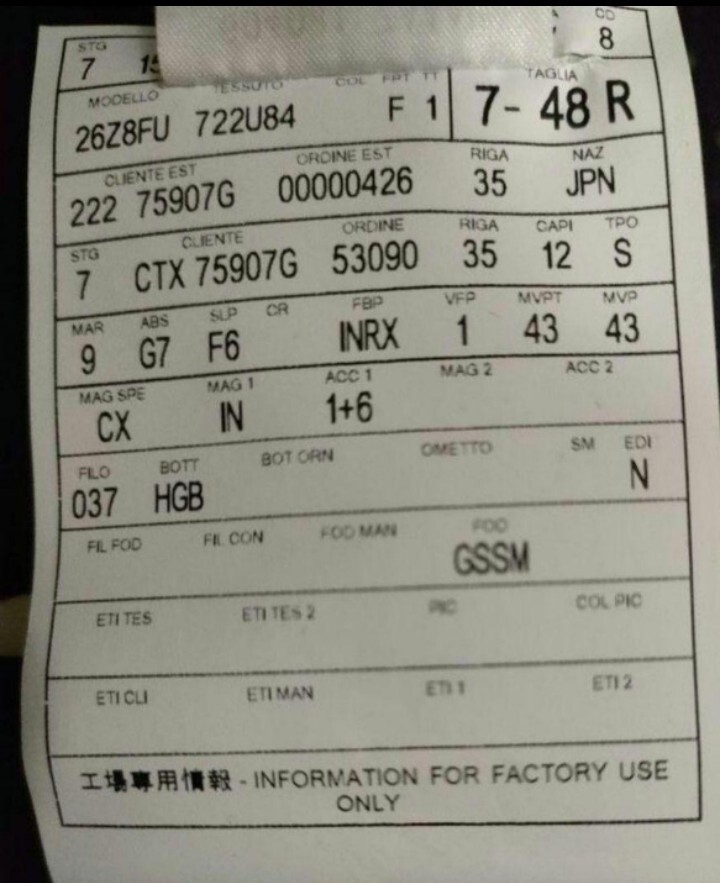 STG CD
7 15 8
MODELLO TESSUTO COL FPT TT TAGLIA
26Z8FU 722U84 F 1 7- 48 R
CLIENTE EST ORDINE EST RIGA NAZ
222 75907G 00000426 35 JPN
STG CLIENTE ORDINE RIGA CAPI TPO
7 CTX 75907G 53090 35 12 S
MAR ABS SLP CR FBP VFP MVPT MVP
9 G7 F6 INRX 1 43 43
MAG SPE MAG 1 ACC 1 MAG 2 ACC 2
CX IN 1+6
FILO BOTT BOT ORN OMETTO SM EDI
037 HGB N
FIL FOD FIL CON FOD MAN FOD
GSSM
ETI TES ETI TES 2 PIC COL PIC
ETI CLI ETI MAN ETI 1 ETI 2
工場專用情報 - INFORMATION FOR FACTORY USE
ONLY